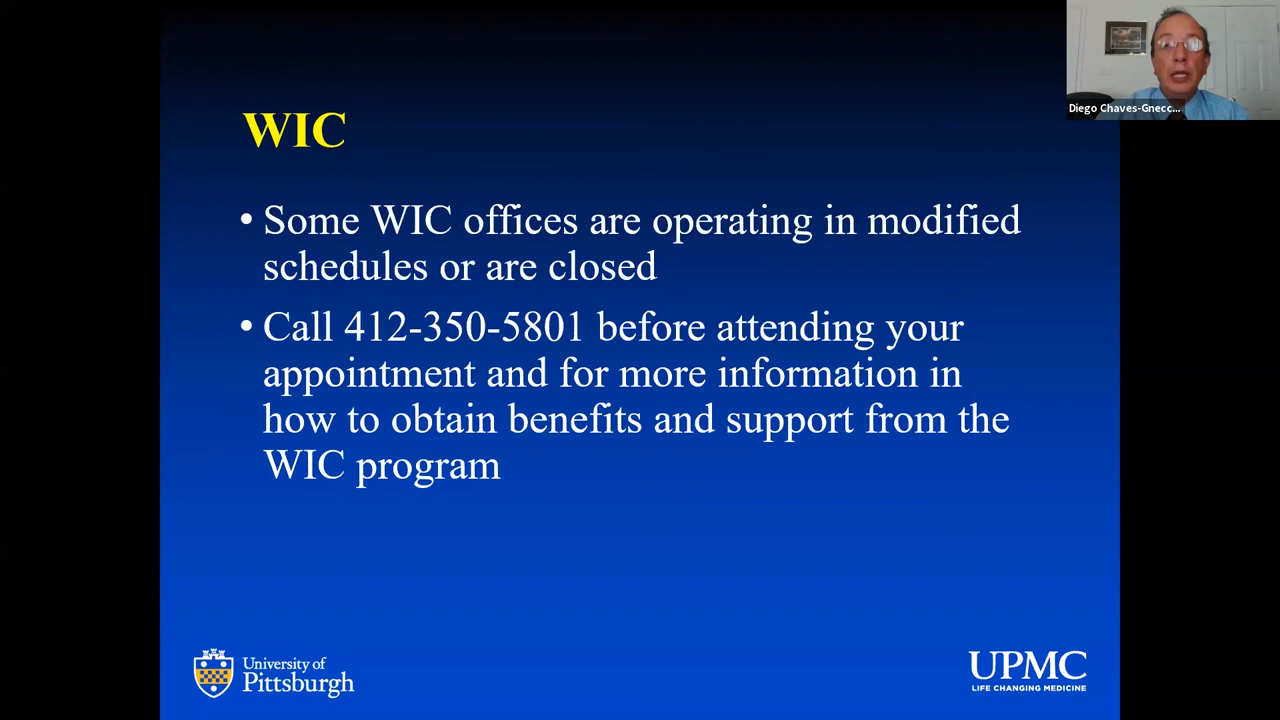 Diego Chaves-Gnecc...
WIC
• Some WIC offices are operating in modified
schedules or are closed
• Call 412-350-5801 before attending your
appointment and for more information in
how to obtain benefits and support from the
WIC program
University of
Pittsburgh
UPMC
LIFE CHANGING MEDICINE